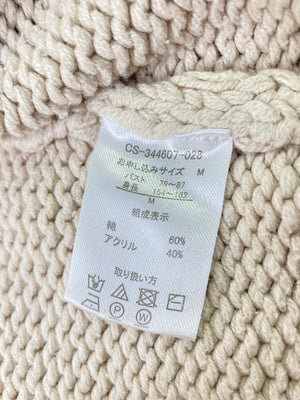 CS-344607-023
お申し込みサイズ M
バスト 79~87
身長 154~162
M
組成表示
綿 60%
アクリル 40%
取り扱い方
P W